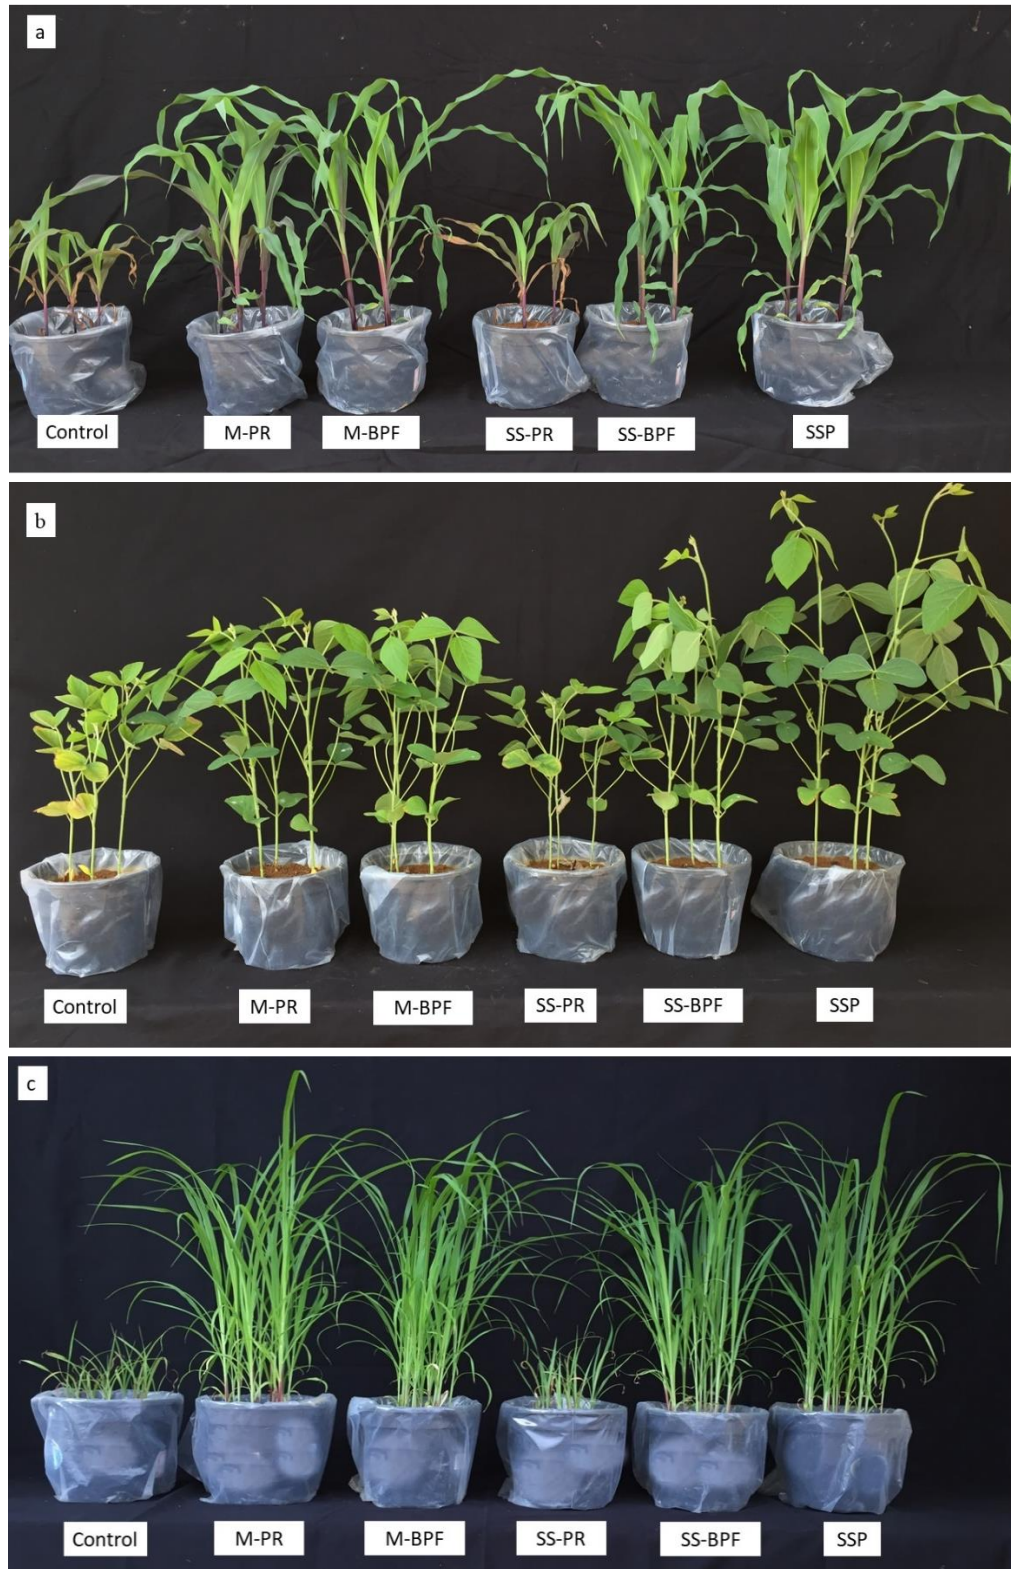 a
Control
M-PR
M-BPF
SS-PR
SS-BPF
SSP
b
Control
M-PR
M-BPF
SS-PR
SS-BPF
SSP
c
Control
M-PR
M-BPF
SS-PR
SS-BPF
SSP